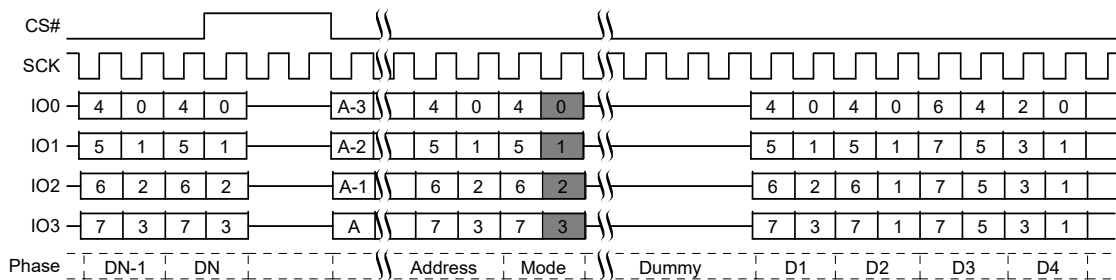 CS#
SCK
IO0 4 0 4 0 A-3 4 0 4 0 4 0 4 0 6 4 2 0
IO1 5 1 5 1 A-2 5 1 5 1 5 1 5 1 7 5 3 1
IO2 6 2 6 2 A-1 6 2 6 2 6 2 6 1 7 5 3 1
IO3 7 3 7 3 A 7 3 7 3 7 3 7 1 7 5 3 1
Phase DN-1 DN Address Mode Dummy D1 D2 D3 D4